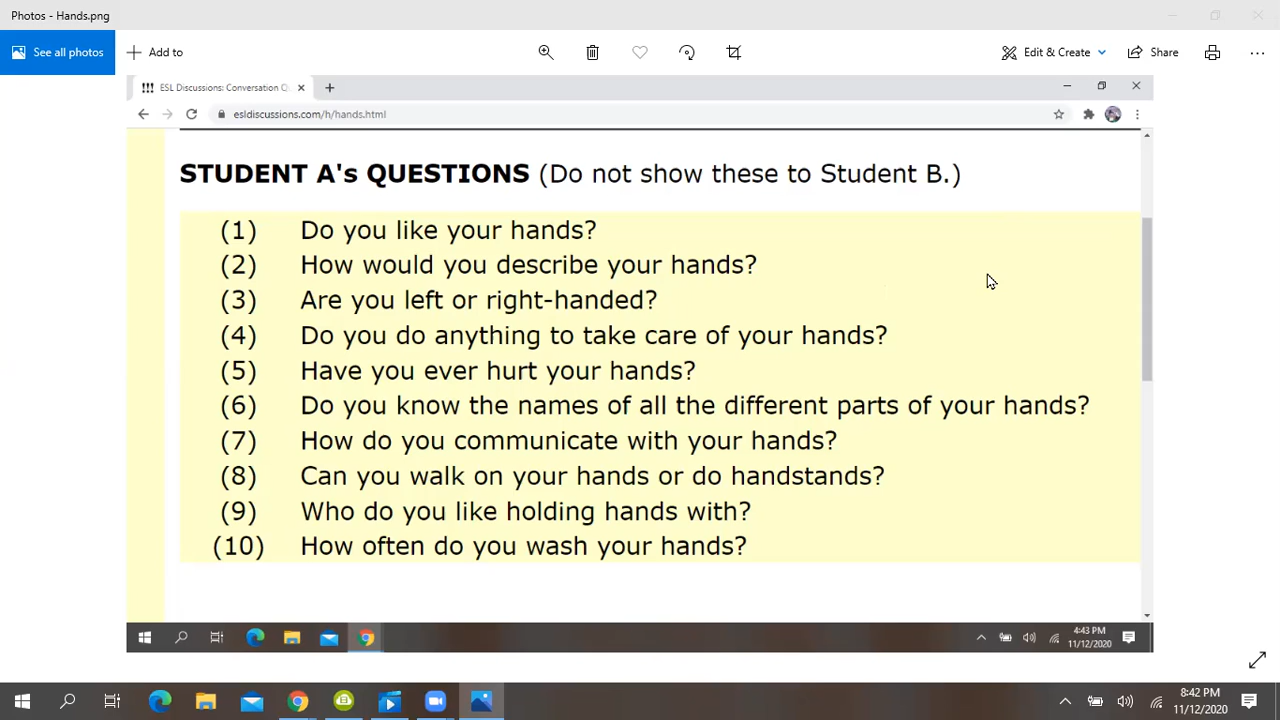 Photos - Hands.png
See all photos
Add to
Edit & Create
Share
ESL Discussions: Conversation Q
esldiscussions.com/h/hands.html
STUDENT A's QUESTIONS (Do not show these to Student B.)
(1) Do you like your hands?
(2) How would you describe your hands?
(3) Are you left or right-handed?
(4) Do you do anything to take care of your hands?
(5) Have you ever hurt your hands?
(6) Do you know the names of all the different parts of your hands?
(7) How do you communicate with your hands?
(8) Can you walk on your hands or do handstands?
(9) Who do you like holding hands with?
(10) How often do you wash your hands?
4:43 PM
11/12/2020
8:42 PM
11/12/2020